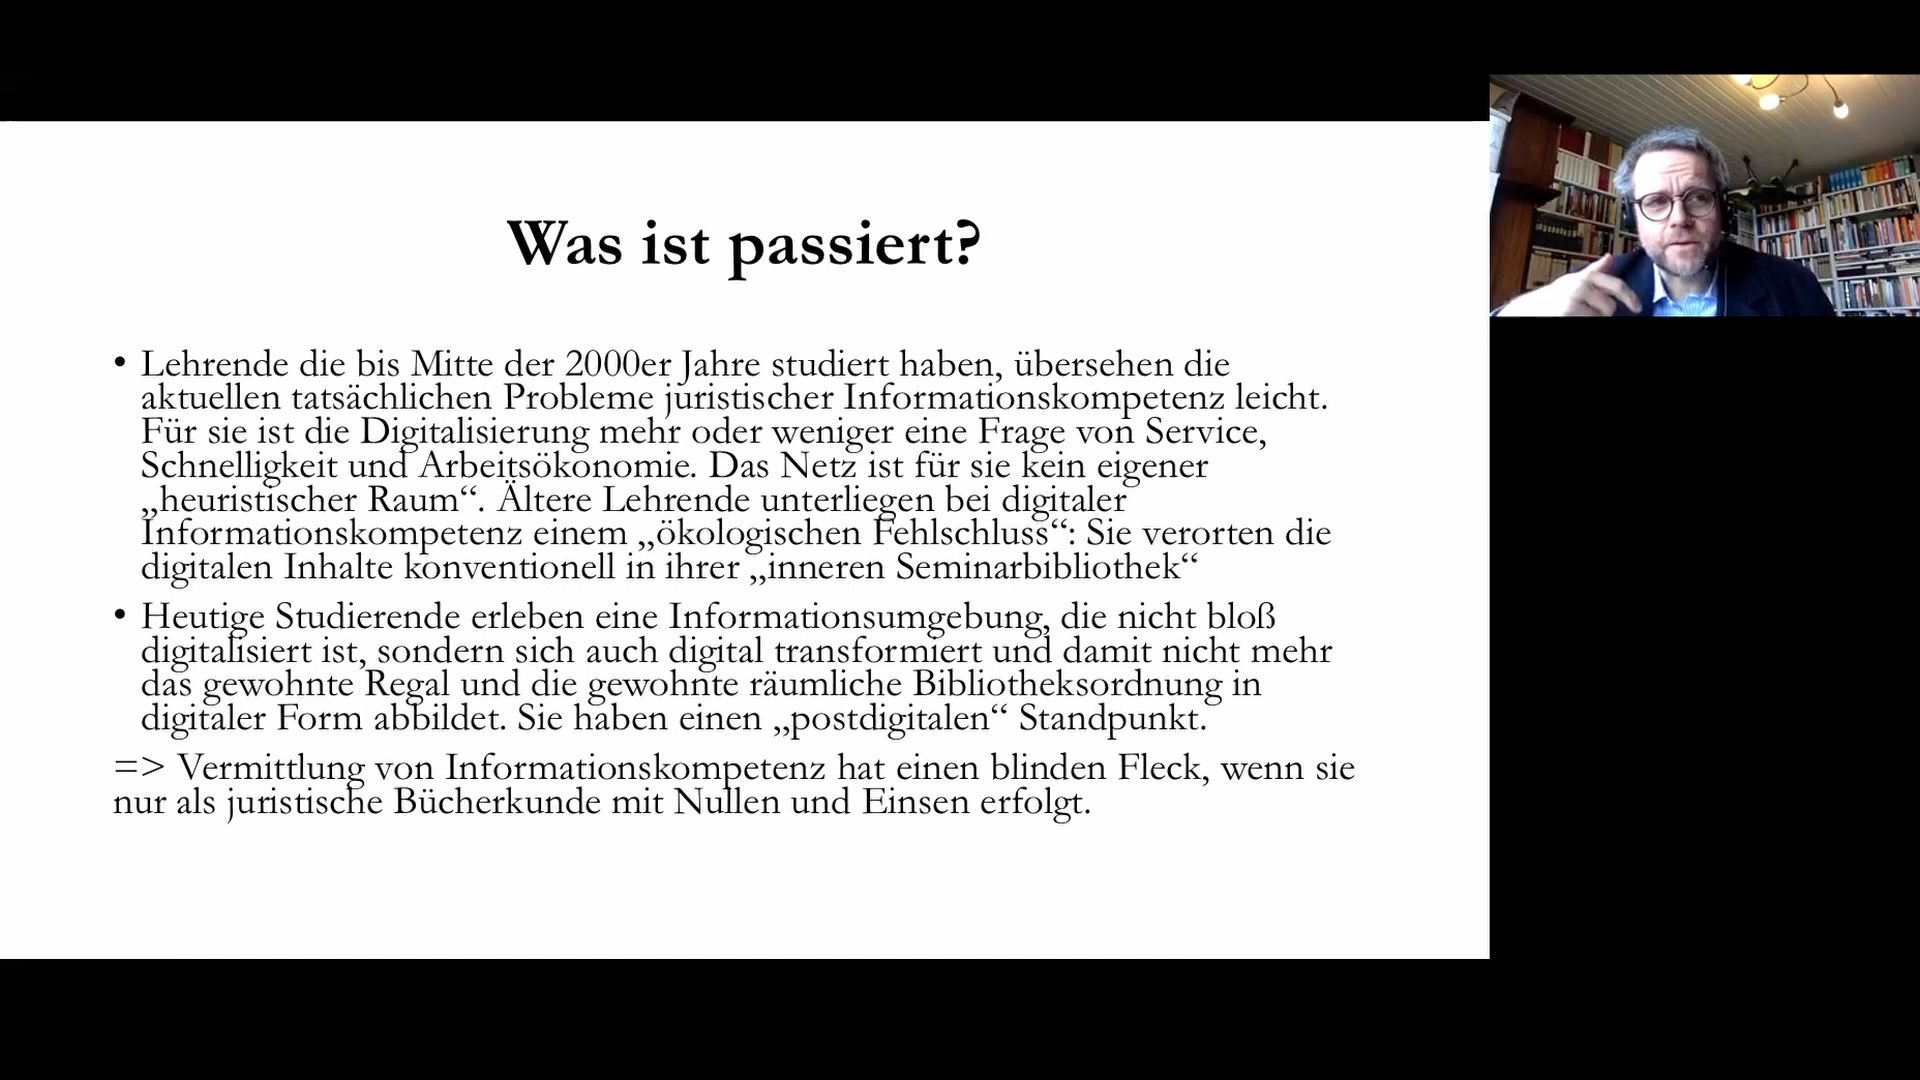 Was ist passiert?
• Lehrende die bis Mitte der 2000er Jahre studiert haben, übersehen die
aktuellen tatsächlichen Probleme juristischer Informationskompetenz leicht.
Für sie ist die Digitalisierung mehr oder weniger eine Frage von Service,
Schnelligkeit und Arbeitsökonomie. Das Netz ist für sie kein eigener
„heuristischer Raum“. Ältere Lehrende unterliegen bei digitaler
Informationskompetenz einem „ökologischen Fehlschluss“: Sie verorten die
digitalen Inhalte konventionell in ihrer „inneren Seminarbibliothek“
• Heutige Studierende erleben eine Informationsumgebung, die nicht bloß
digitalisiert ist, sondern sich auch digital transformiert und damit nicht mehr
das gewohnte Regal und die gewohnte räumliche Bibliotheksordnung in
digitaler Form abbildet. Sie haben einen „postdigitalen“ Standpunkt.
=> Vermittlung von Informationskompetenz hat einen blinden Fleck, wenn sie
nur als juristische Bücherkunde mit Nullen und Einsen erfolgt.